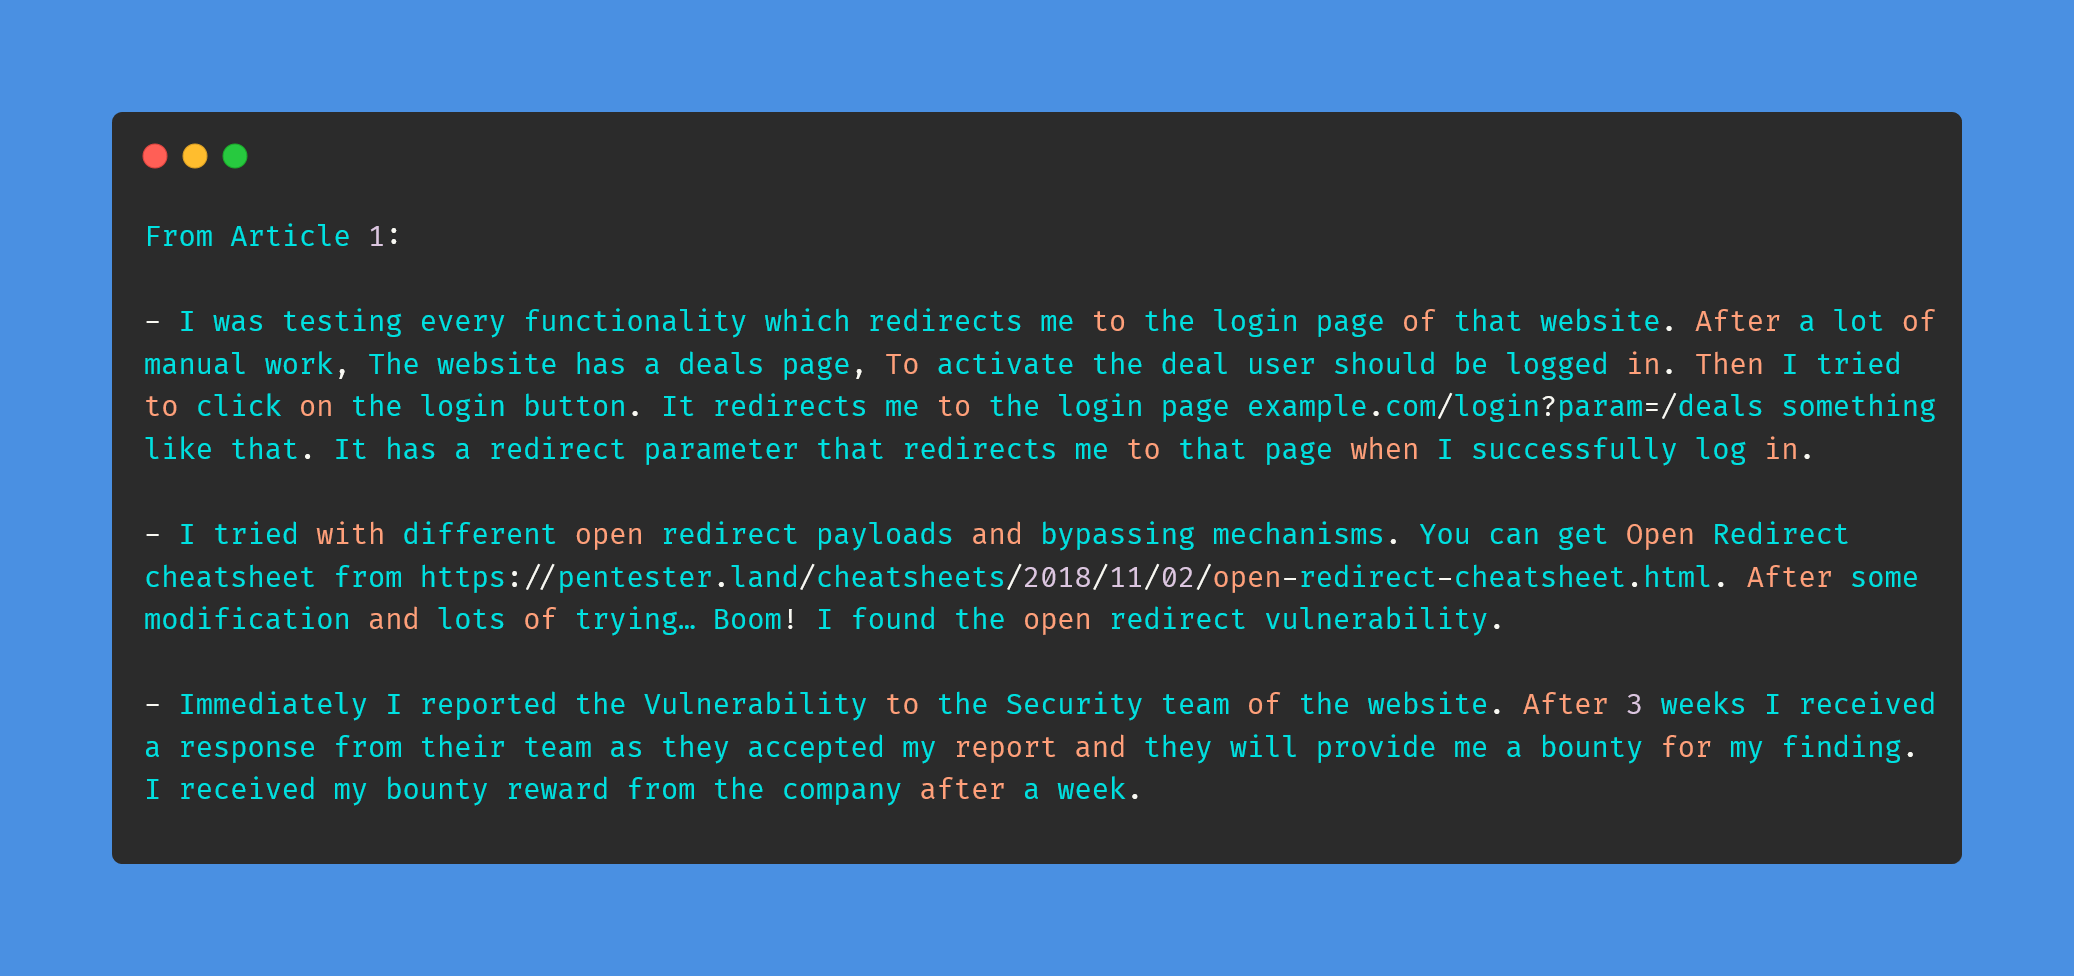 From Article 1:
- I was testing every functionality which redirects me to the login page of that website. After a lot of
manual work, The website has a deals page, To activate the deal user should be logged in. Then I tried
to click on the login button. It redirects me to the login page example.com/login?param=/deals something
like that. It has a redirect parameter that redirects me to that page when I successfully log in.
- I tried with different open redirect payloads and bypassing mechanisms. You can get Open Redirect
cheatsheet from https://pentester.land/cheatsheets/2018/11/02/open-redirect-cheatsheet.html. After some
modification and lots of trying… Boom! I found the open redirect vulnerability.
- Immediately I reported the Vulnerability to the Security team of the website. After 3 weeks I received
a response from their team as they accepted my report and they will provide me a bounty for my finding.
I received my bounty reward from the company after a week.